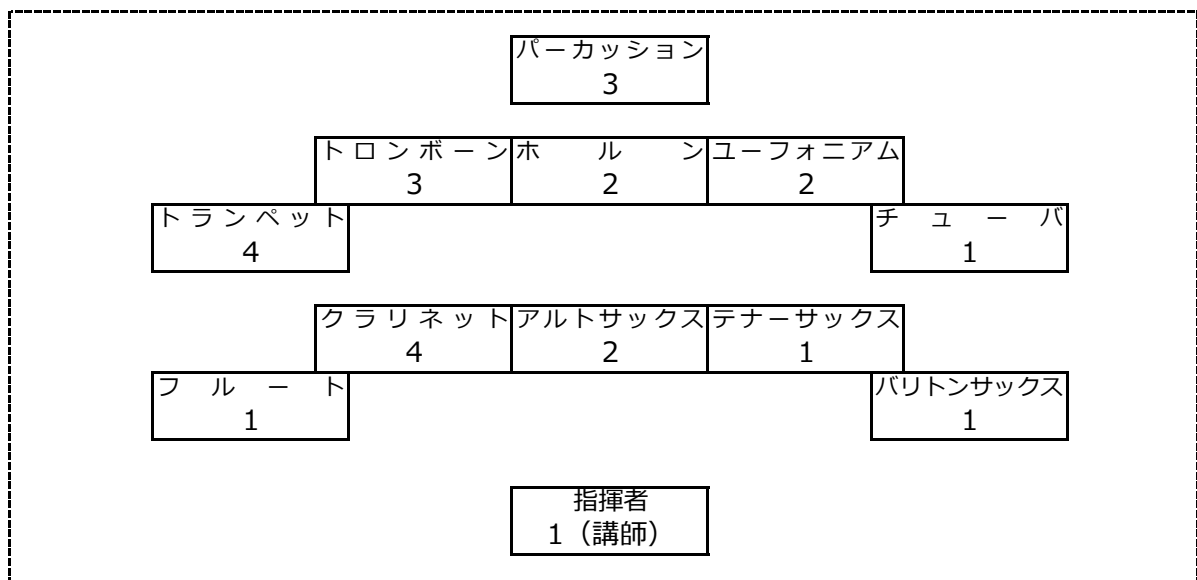 パーカッション
3
トロンボーン ホルン ユーフォニアム
3 2 2
トランペット チューバ
4 1
クラリネット アルトサックス テナーサックス
4 2 1
フルート バリトンサックス
1 1
指揮者
1（講師）